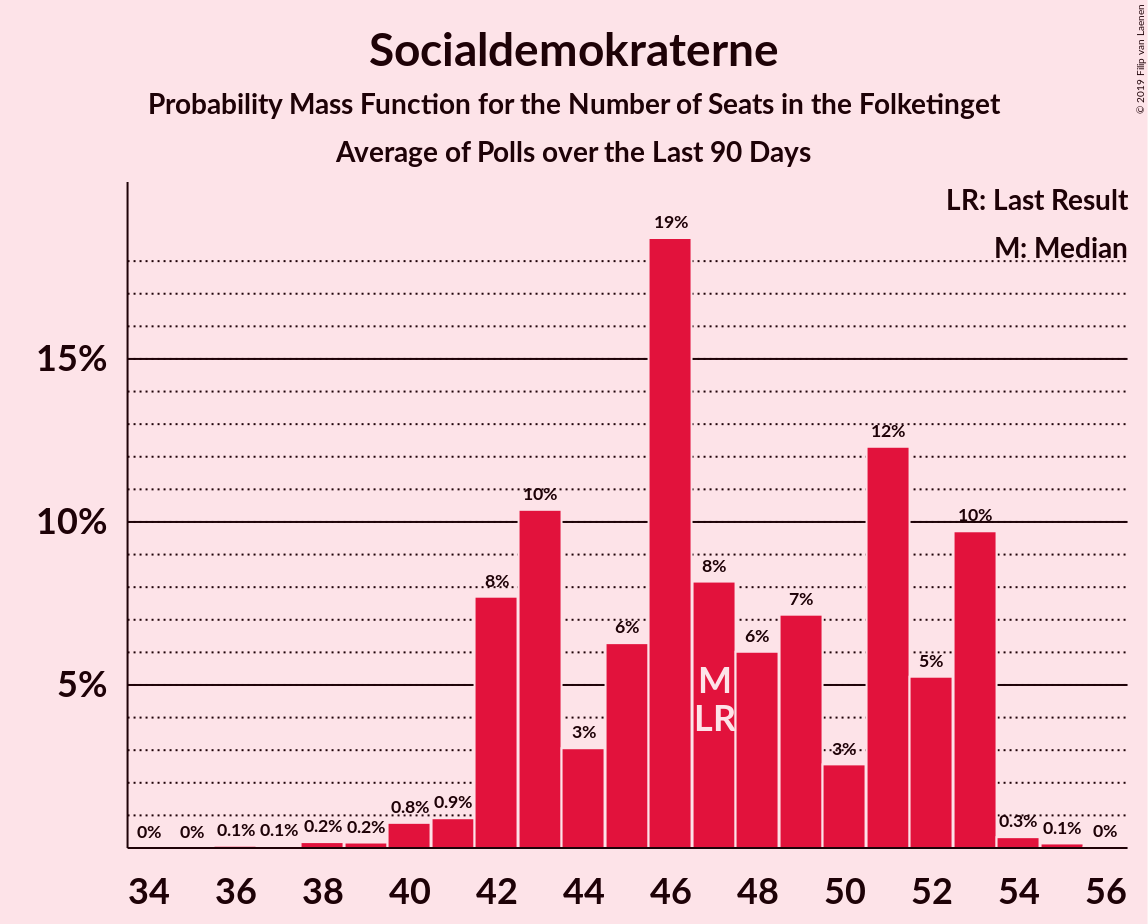 Socialdemokraterne
Probability Mass Function for the Number of Seats in the Folketinget
Average of Polls over the Last 90 Days
© 2019 Filip van Laenen
LR: Last Result
M: Median
15%
10%
5%
0%
0%
0.1%
0.1%
0.2%
0.2%
0.8%
0.9%
8%
10%
3%
6%
19%
8%
6%
7%
3%
12%
5%
10%
0.3%
0.1%
0%
M
LR
34 36 38 40 42 44 46 48 50 52 54 56